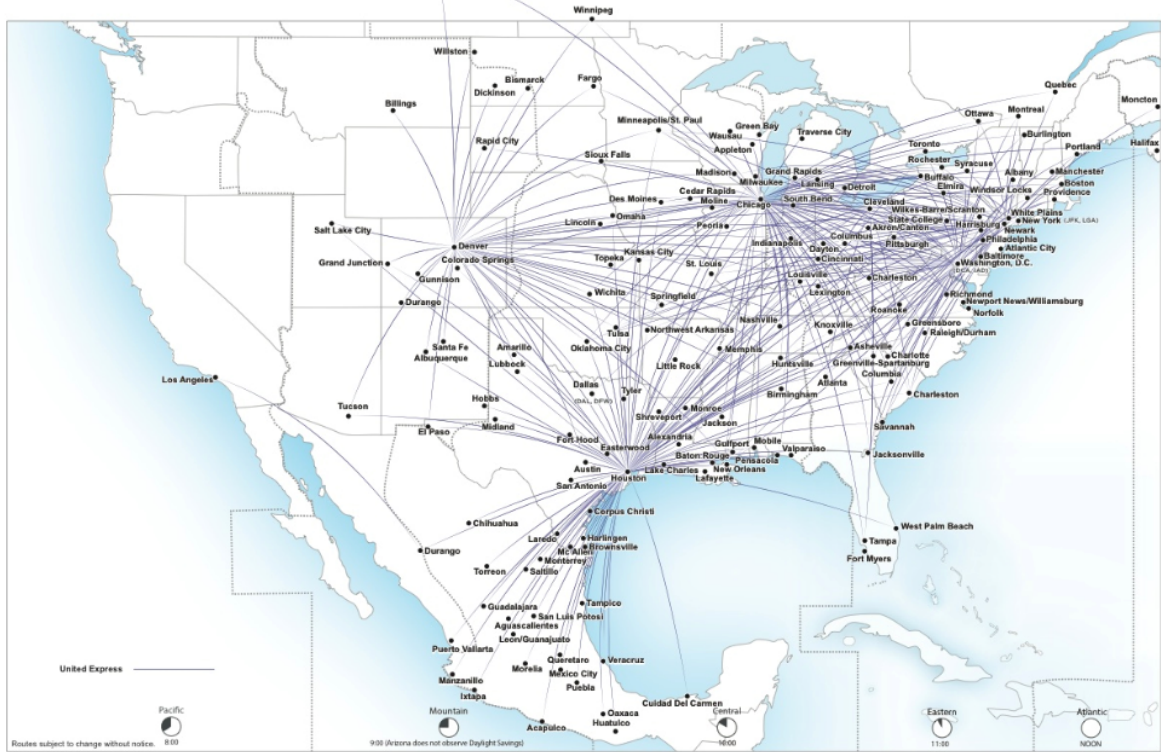 Winnipeg
Williston
Bismarck
Dickinson
Fargo
Billings
Quebec
Moncton
Minneapolis/St. Paul
Green Bay
Wausau
Traverse City
Ottawa
Montreal
Burlington
Rapid City
Appleton
Toronto
Portland
Halifax
Sioux Falls
Rochester
Syracuse
Madison
Grand Rapids
Milwaukee
Lansing
Detroit
Buffalo
Albany
Manchester
Boston
Cedar Rapids
Elmira
Windsor Locks
Providence
Des Moines
Moline
Chicago
South Bend
Cleveland
Wilkes-Barre/Scranton
White Plains
Salt Lake City
Lincoln
Omaha
Peoria
State College
Akron/Canton
Harrisburg
New York (JFK, LGA)
Newark
Denver
Indianapolis
Columbus
Dayton
Pittsburgh
Philadelphia
Atlantic City
Grand Junction
Colorado Springs
Kansas City
Topeka
St. Louis
Cincinnati
Baltimore
Washington, D.C.
(DCA, IAD)
Gunnison
Louisville
Charleston
Durango
Wichita
Springfield
Lexington
Richmond
Newport News/Williamsburg
Roanoke
Norfolk
Nashville
Knoxville
Greensboro
Raleigh/Durham
Tulsa
Northwest Arkansas
Santa Fe
Albuquerque
Amarillo
Oklahoma City
Memphis
Asheville
Charlotte
Lubbock
Little Rock
Huntsville
Greenville-Spartanburg
Columbia
Los Angeles
Dallas
(DAL, DFW)
Tyler
Birmingham
Atlanta
Charleston
Tucson
Hobbs
Monroe
Shreveport
Jackson
El Paso
Midland
Savannah
Fort Hood
Easterwood
Alexandria
Gulfport
Mobile
Valparaiso
Baton Rouge
Pensacola
Jacksonville
Austin
Houston
Lake Charles
New Orleans
San Antonio
Lafayette
Corpus Christi
Chihuahua
West Palm Beach
Laredo
Harlingen
Tampa
Durango
Mc Allen
Brownsville
Fort Myers
Monterrey
Torreon
Saltillo
Guadalajara
Tampico
San Luis Potosi
Aguascalientes
Leon/Guanajuato
Puerto Vallarta
Queretaro
Veracruz
United Express
Morelia
Mexico City
Manzanillo
Puebla
Ixtapa
Cuidad Del Carmen
Oaxaca
Acapulco
Huatulco
Pacific
Mountain
Central
Eastern
Atlantic
Routes subject to change without notice.
8:00
9:00 (Arizona does not observe Daylight Savings)
10:00
11:00
NOON